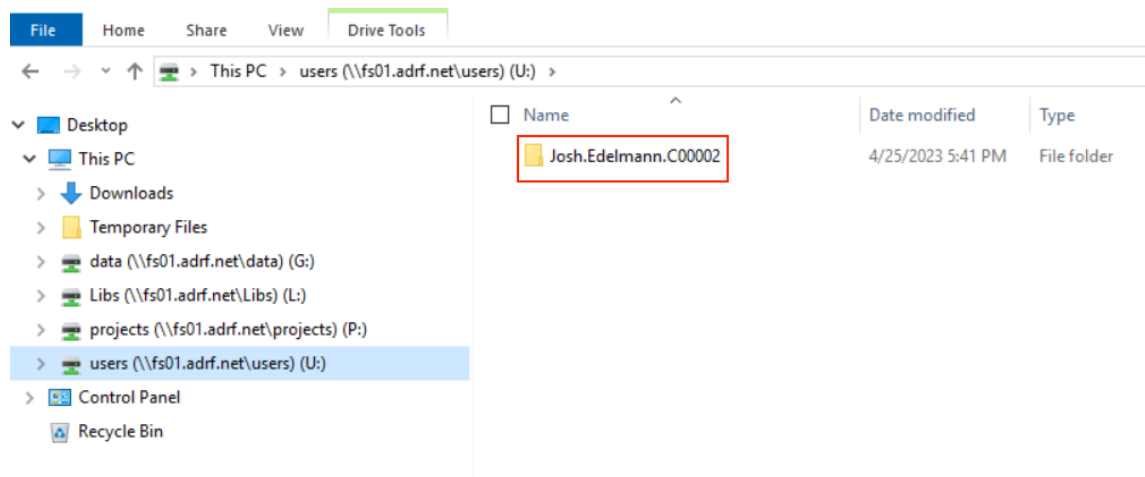 File Home Share View Drive Tools
This PC > users (\\fs01.adrf.net\users) (U:) >
Name Date modified Type
Josh.Edelmann.C00002 4/25/2023 5:41 PM File folder
Desktop
This PC
Downloads
Temporary Files
data (\\fs01.adrf.net\data) (G:)
Libs (\\fs01.adrf.net\Libs) (L:)
projects (\\fs01.adrf.net\projects) (P:)
users (\\fs01.adrf.net\users) (U:)
Control Panel
Recycle Bin